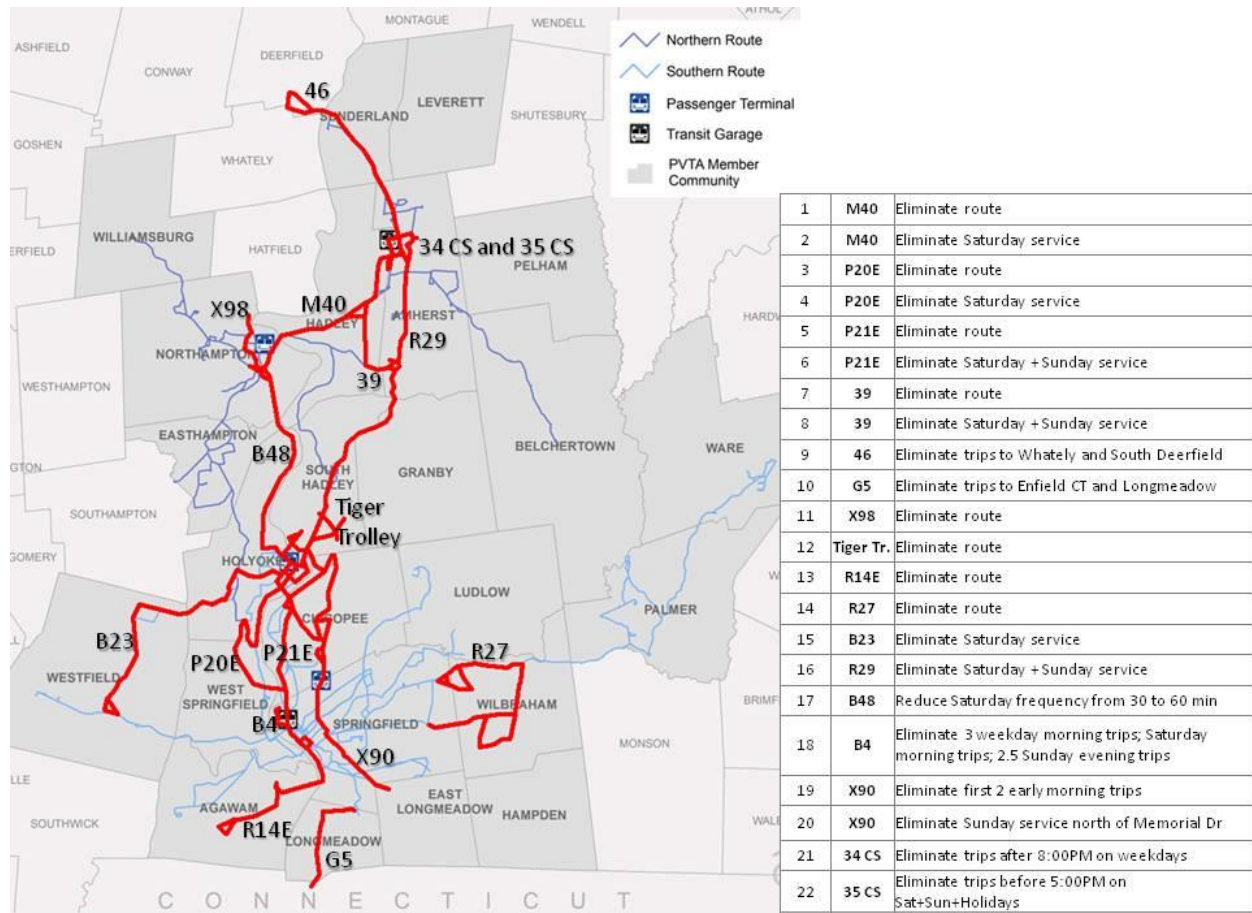 MONTAGUE
WENDELL
ATHOL
ASHFIELD
DEERFIELD
CONWAY
46
SUNDERLAND
LEVERETT
SHUTESBURY
GOSHEN
WHATELY
Northern Route
Southern Route
Passenger Terminal
Transit Garage
PVTA Member
Community
WILLIAMSBURG
HATFIELD
34 CS and 35 CS
PELHAM
X98
M40
HADLEY
AMHERST
R29
NORTHAMPTON
39
WESTHAMPTON
EASTHAMPTON
B48
BELCHERTOWN
WARE
SOUTH
HADLEY
GRANBY
SOUTHAMPTON
Tiger
Trolley
HOLYOKE
LUDLOW
CHICOPEE
PALMER
B23
P20E
P21E
R27
WESTFIELD
WEST
SPRINGFIELD
WILBRAHAM
B4
SPRINGFIELD
MONSON
X90
AGAWAM
R14E
EAST
LONGMEADOW
HAMPDEN
SOUTHWICK
LONGMEADOW
G5
CONNECTICUT
1 M40 Eliminate route
2 M40 Eliminate Saturday service
3 P20E Eliminate route
4 P20E Eliminate Saturday service
5 P21E Eliminate route
6 P21E Eliminate Saturday +Sunday service
7 39 Eliminate route
8 39 Eliminate Saturday +Sunday service
9 46 Eliminate trips to Whately and South Deerfield
10 G5 Eliminate trips to Enfield CT and Longmeadow
11 X98 Eliminate route
12 Tiger Tr. Eliminate route
13 R14E Eliminate route
14 R27 Eliminate route
15 B23 Eliminate Saturday service
16 R29 Eliminate Saturday +Sunday service
17 B48 Reduce Saturday frequency from 30 to 60 min
18 B4 Eliminate 3 weekday morning trips; Saturday
morning trips; 2.5 Sunday evening trips
19 X90 Eliminate first 2 early morning trips
20 X90 Eliminate Sunday service north of Memorial Dr
21 34 CS Eliminate trips after 8:00PM on weekdays
22 35 CS Eliminate trips before 5:00PM on
Sat+Sun+Holidays